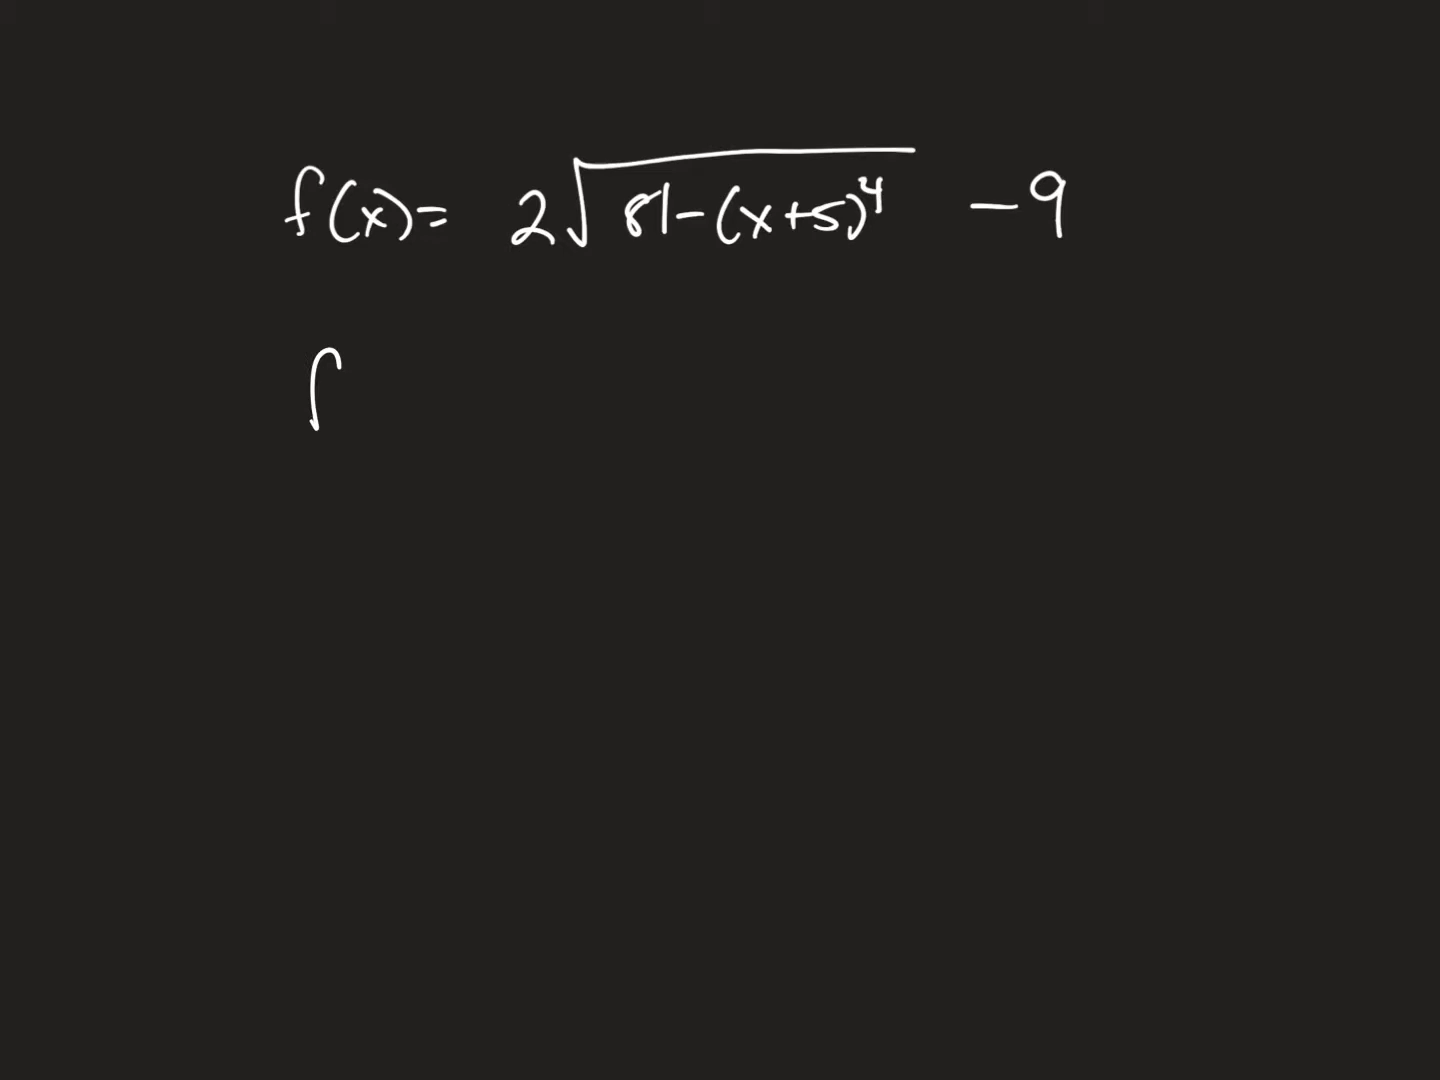 f(x)= 2√81-(x+5)⁴ -9